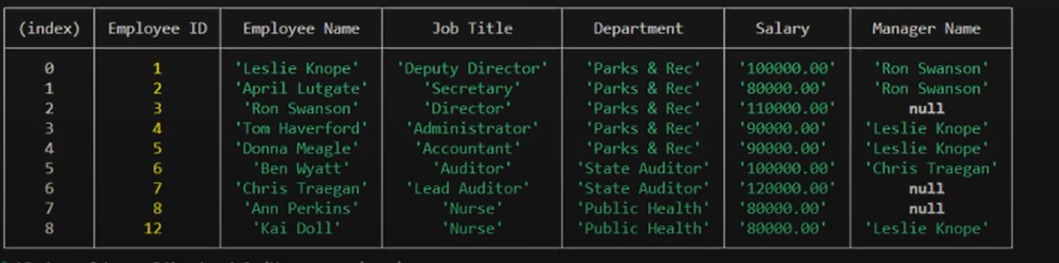 (index) Employee ID Employee Name Job Title Department Salary Manager Name
0 1 'Leslie Knope' 'Deputy Director' 'Parks & Rec' '100000.00' 'Ron Swanson'
1 2 'April Lutgate' 'Secretary' 'Parks & Rec' '80000.00' 'Ron Swanson'
2 3 'Ron Swanson' 'Director' 'Parks & Rec' '110000.00' null
3 4 'Tom Haverford' 'Administrator' 'Parks & Rec' '90000.00' 'Leslie Knope'
4 5 'Donna Meagle' 'Accountant' 'Parks & Rec' '90000.00' 'Leslie Knope'
5 6 'Ben Wyatt' 'Auditor' 'State Auditor' '100000.00' 'Chris Traegan'
6 7 'Chris Traegan' 'Lead Auditor' 'State Auditor' '120000.00' null
7 8 'Ann Perkins' 'Nurse' 'Public Health' '80000.00' null
8 12 'Kai Doll' 'Nurse' 'Public Health' '80000.00' 'Leslie Knope'